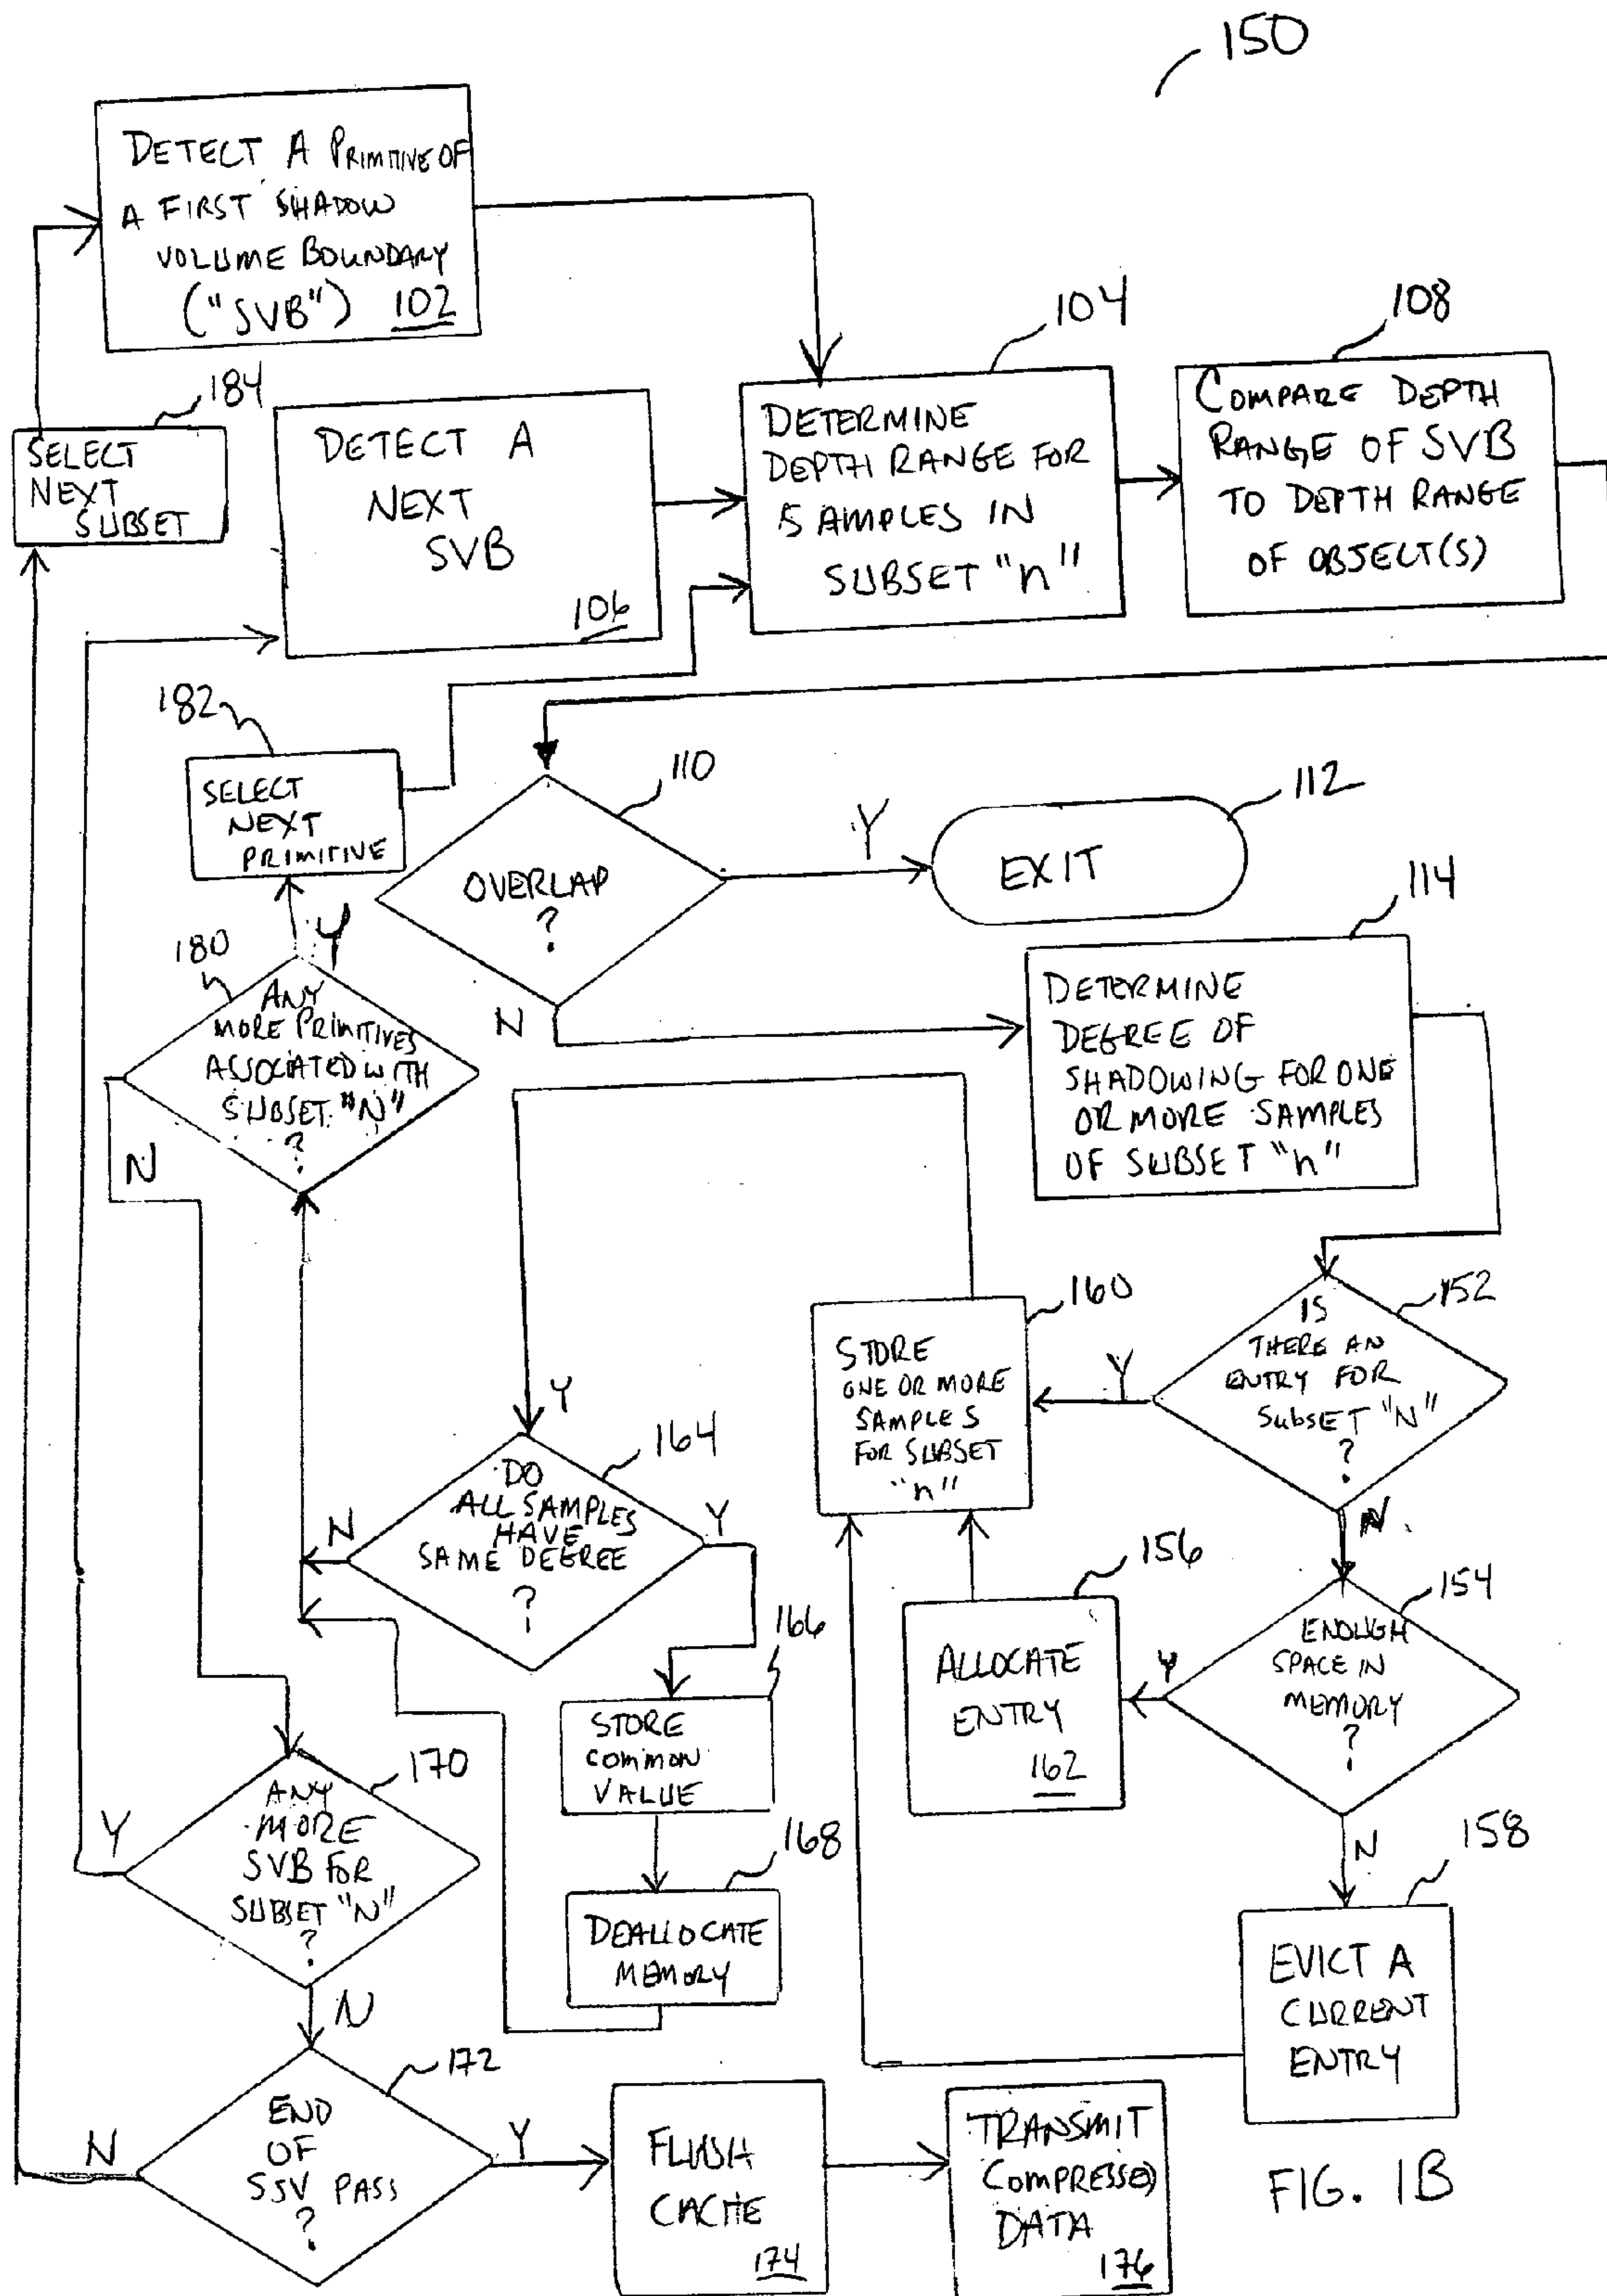 150
DETECT A PRIMITIVE OF
A FIRST SHADOW
VOLUME BOUNDARY
("SVB") 102
184
SELECT
NEXT
SUBSET
DETECT A
NEXT
SVB
106
104
DETERMINE
DEPTH RANGE FOR
SAMPLES IN
SUBSET "n"
108
COMPARE DEPTH
RANGE OF SVB
TO DEPTH RANGE
OF OBJECT(S)
182
SELECT
NEXT
PRIMITIVE
110
OVERLAP
?
Y
112
EXIT
N
114
DETERMINE
DEGREE OF
SHADOWING FOR ONE
OR MORE SAMPLES
OF SUBSET "n"
180
Y
ANY
MORE PRIMITIVES
ASSOCIATED WITH
SUBSET "N"
?
N
152
IS
THERE AN
ENTRY FOR
SUBSET "N"
?
Y
N
160
STORE
ONE OR MORE
SAMPLES
FOR SUBSET
"n"
Y
164
DO
ALL SAMPLES
HAVE
SAME DEGREE
?
N
Y
154
ENOUGH
SPACE IN
MEMORY
?
Y
N
156
ALLOCATE
ENTRY
162
166
STORE
COMMON
VALUE
168
DEALLOCATE
MEMORY
158
EVICT A
CURRENT
ENTRY
170
ANY
MORE
SVB FOR
SUBSET "N"
?
Y
N
172
END
OF
SSV PASS
?
N
Y
FLUSH
CACHE
174
TRANSMIT
COMPRESSED
DATA
176
FIG. 1B